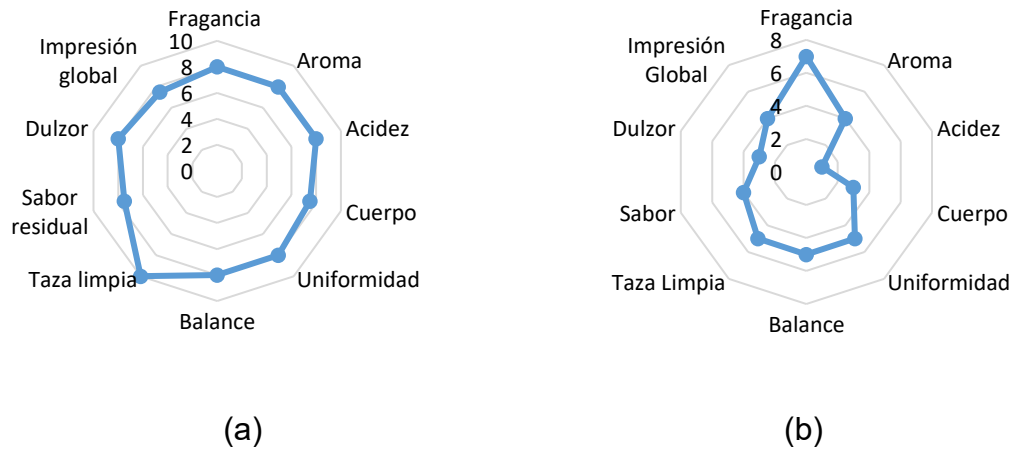 Fragancia
10
8
6
4
2
0
Aroma
Acidez
Cuerpo
Uniformidad
Balance
Taza limpia
Sabor
residual
Dulzor
Impresión
global
(a)
Fragancia
8
6
4
2
0
Aroma
Acidez
Cuerpo
Uniformidad
Balance
Taza Limpia
Sabor
Dulzor
Impresión
Global
(b)